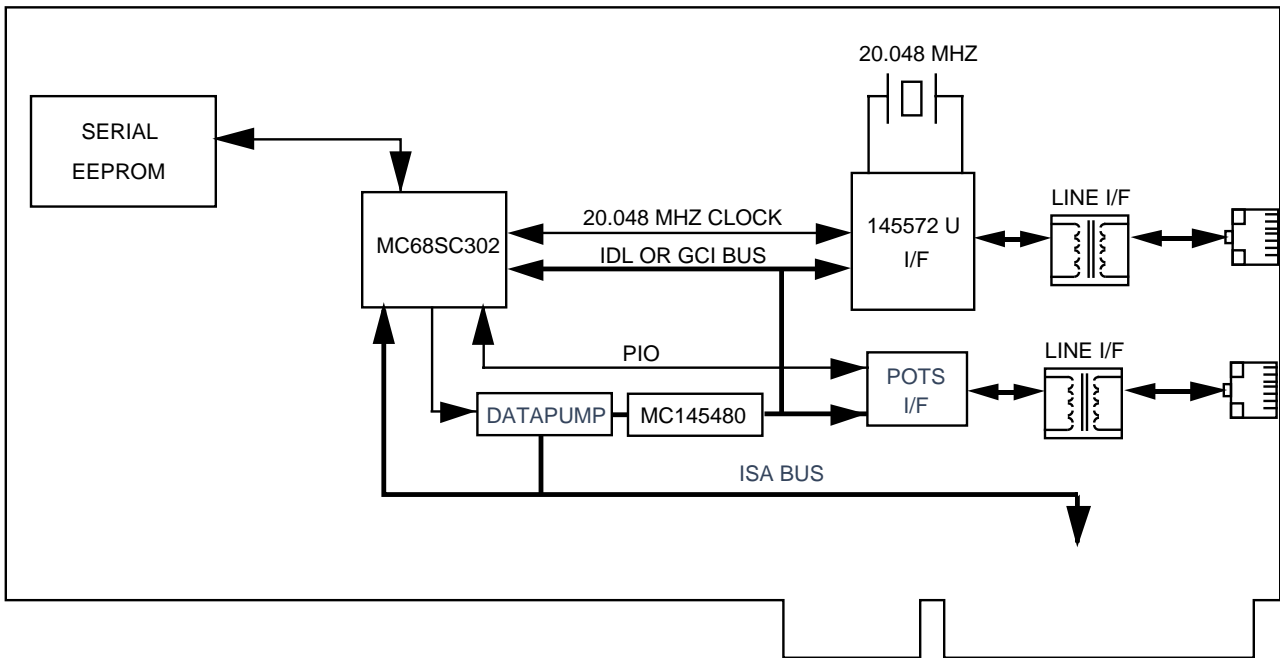 20.048 MHZ
SERIAL
EEPROM
LINE I/F
20.048 MHZ CLOCK
145572 U
I/F
MC68SC302
IDL OR GCI BUS
LINE I/F
PIO
POTS
I/F
DATAPUMP
MC145480
ISA BUS